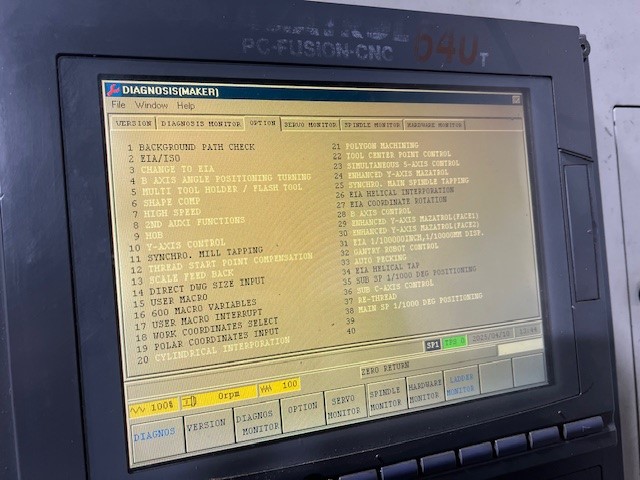 PC-FUSION-CNC 640T
DIAGNOSIS(MAKER)
File Window Help
VERSION DIAGNOSIS MONITOR OPTION SERVO MONITOR SPINDLE MONITOR HARDWARE MONITOR
1 BACKGROUND PATH CHECK
2 EIA/ISO
3 CHANGE TO EIA
4 B AXIS ANGLE POSITIONING TURNING
5 MULTI TOOL HOLDER / FLASH TOOL
6 SHAPE COMP
7 HIGH SPEED
8 2ND AUXI FUNCTIONS
9 HOB
10 Y-AXIS CONTROL
11 SYNCHRO. MILL TAPPING
12 THREAD START POINT COMPENSATION
13 SCALE FEED BACK
14 DIRECT DWG SIZE INPUT
15 USER MACRO
16 600 MACRO VARIABLES
17 USER MACRO INTERRUPT
18 WORK COORDINATES SELECT
19 POLAR COORDINATES INPUT
20 CYLINDRICAL INTERPORATION
21 POLYGON MACHINING
22 TOOL CENTER POINT CONTROL
23 SIMULTANEOUS 5-AXIS CONTROL
24 ENHANCED Y-AXIS MAZATROL
25 SYNCHRO. MAIN SPINDLE TAPPING
26 EIA HELICAL INTERPORATION
27 EIA COORDINATE ROTATION
28 B AXIS CONTROL
29 ENHANCED Y-AXIS MAZATROL(FACE1)
30 ENHANCED Y-AXIS MAZATROL(FACE2)
31 EIA 1/100000INCH,1/10000MM DISP.
32 GANTRY ROBOT CONTROL
33 AUTO PECKING
34 EIA HELICAL TAP
35 SUB SP 1/1000 DEG POSITIONING
36 SUB C-AXIS CONTROL
37 RE-THREAD
38 MAIN SP 1/1000 DEG POSITIONING
39
40
SP1
ZERO RETURN
100% 0rpm 100
DIAGNOS VERSION DIAGNOS MONITOR OPTION SERVO MONITOR SPINDLE MONITOR HARDWARE MONITOR LADDER MONITOR